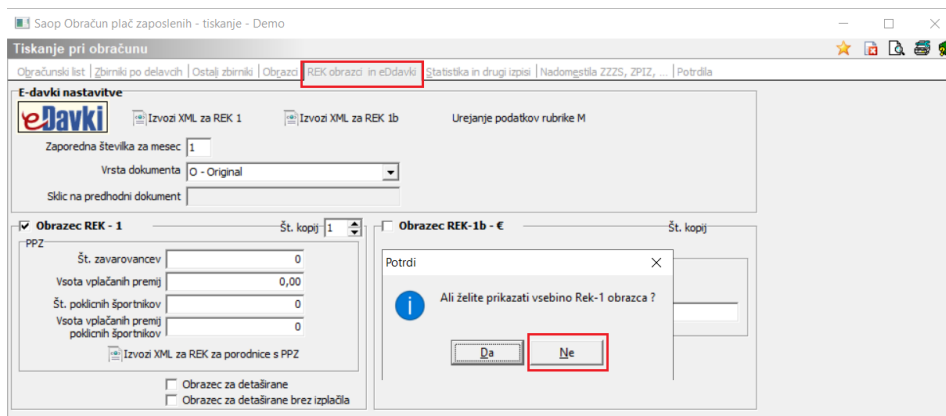 Saop Obračun plač zaposlenih - tiskanje - Demo
Tiskanje pri obračunu
Obračunski list | Zbirniki po delavcih | Ostali zbirniki | Obrazci | REK obrazci in eDdavki | Statistika in drugi izpisi | Nadomestila ZZZS, ZPIZ, ... | Potrdila
E-davki nastavitve
eDavki Izvozi XML za REK 1 Izvozi XML za REK 1b Urejanje podatkov rubrike M
Zaporedna številka za mesec 1
Vrsta dokumenta O - Original
Sklic na predhodni dokument
Obrazec REK - 1 Št. kopij 1 Obrazec REK-1b - € Št. kopij
PPZ
Št. zavarovancev 0
Vsota vplačanih premij 0,00
Št. poklicnih športnikov 0
Vsota vplačanih premij poklicnih športnikov 0
Izvozi XML za REK za porodnice s PPZ
Obrazec za detaširane
Obrazec za detaširane brez izplačila
Potrdi
Ali želite prikazati vsebino Rek-1 obrazca ?
Da Ne